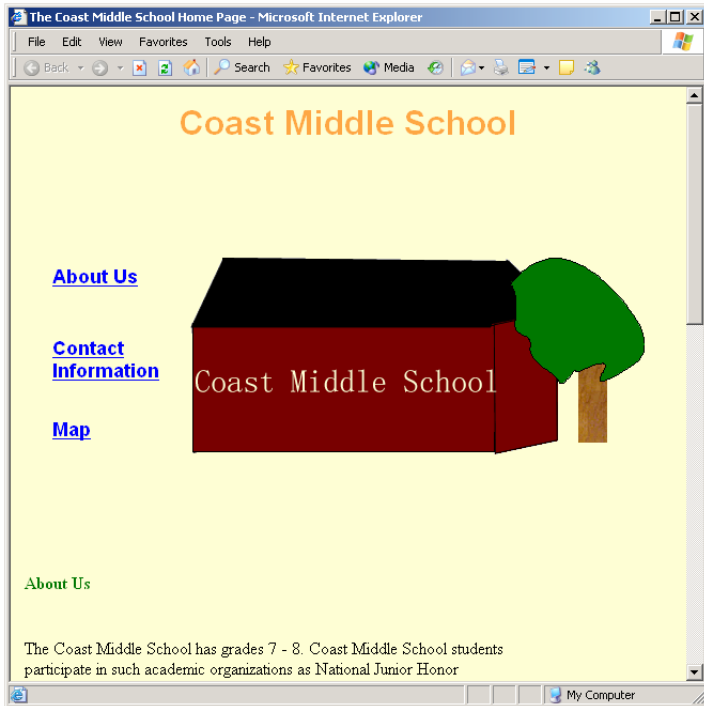 The Coast Middle School Home Page - Microsoft Internet Explorer
File Edit View Favorites Tools Help
Back Search Favorites Media
Coast Middle School
About Us
Contact
Information
Map
Coast Middle School
About Us
The Coast Middle School has grades 7 - 8. Coast Middle School students
participate in such academic organizations as National Junior Honor
My Computer